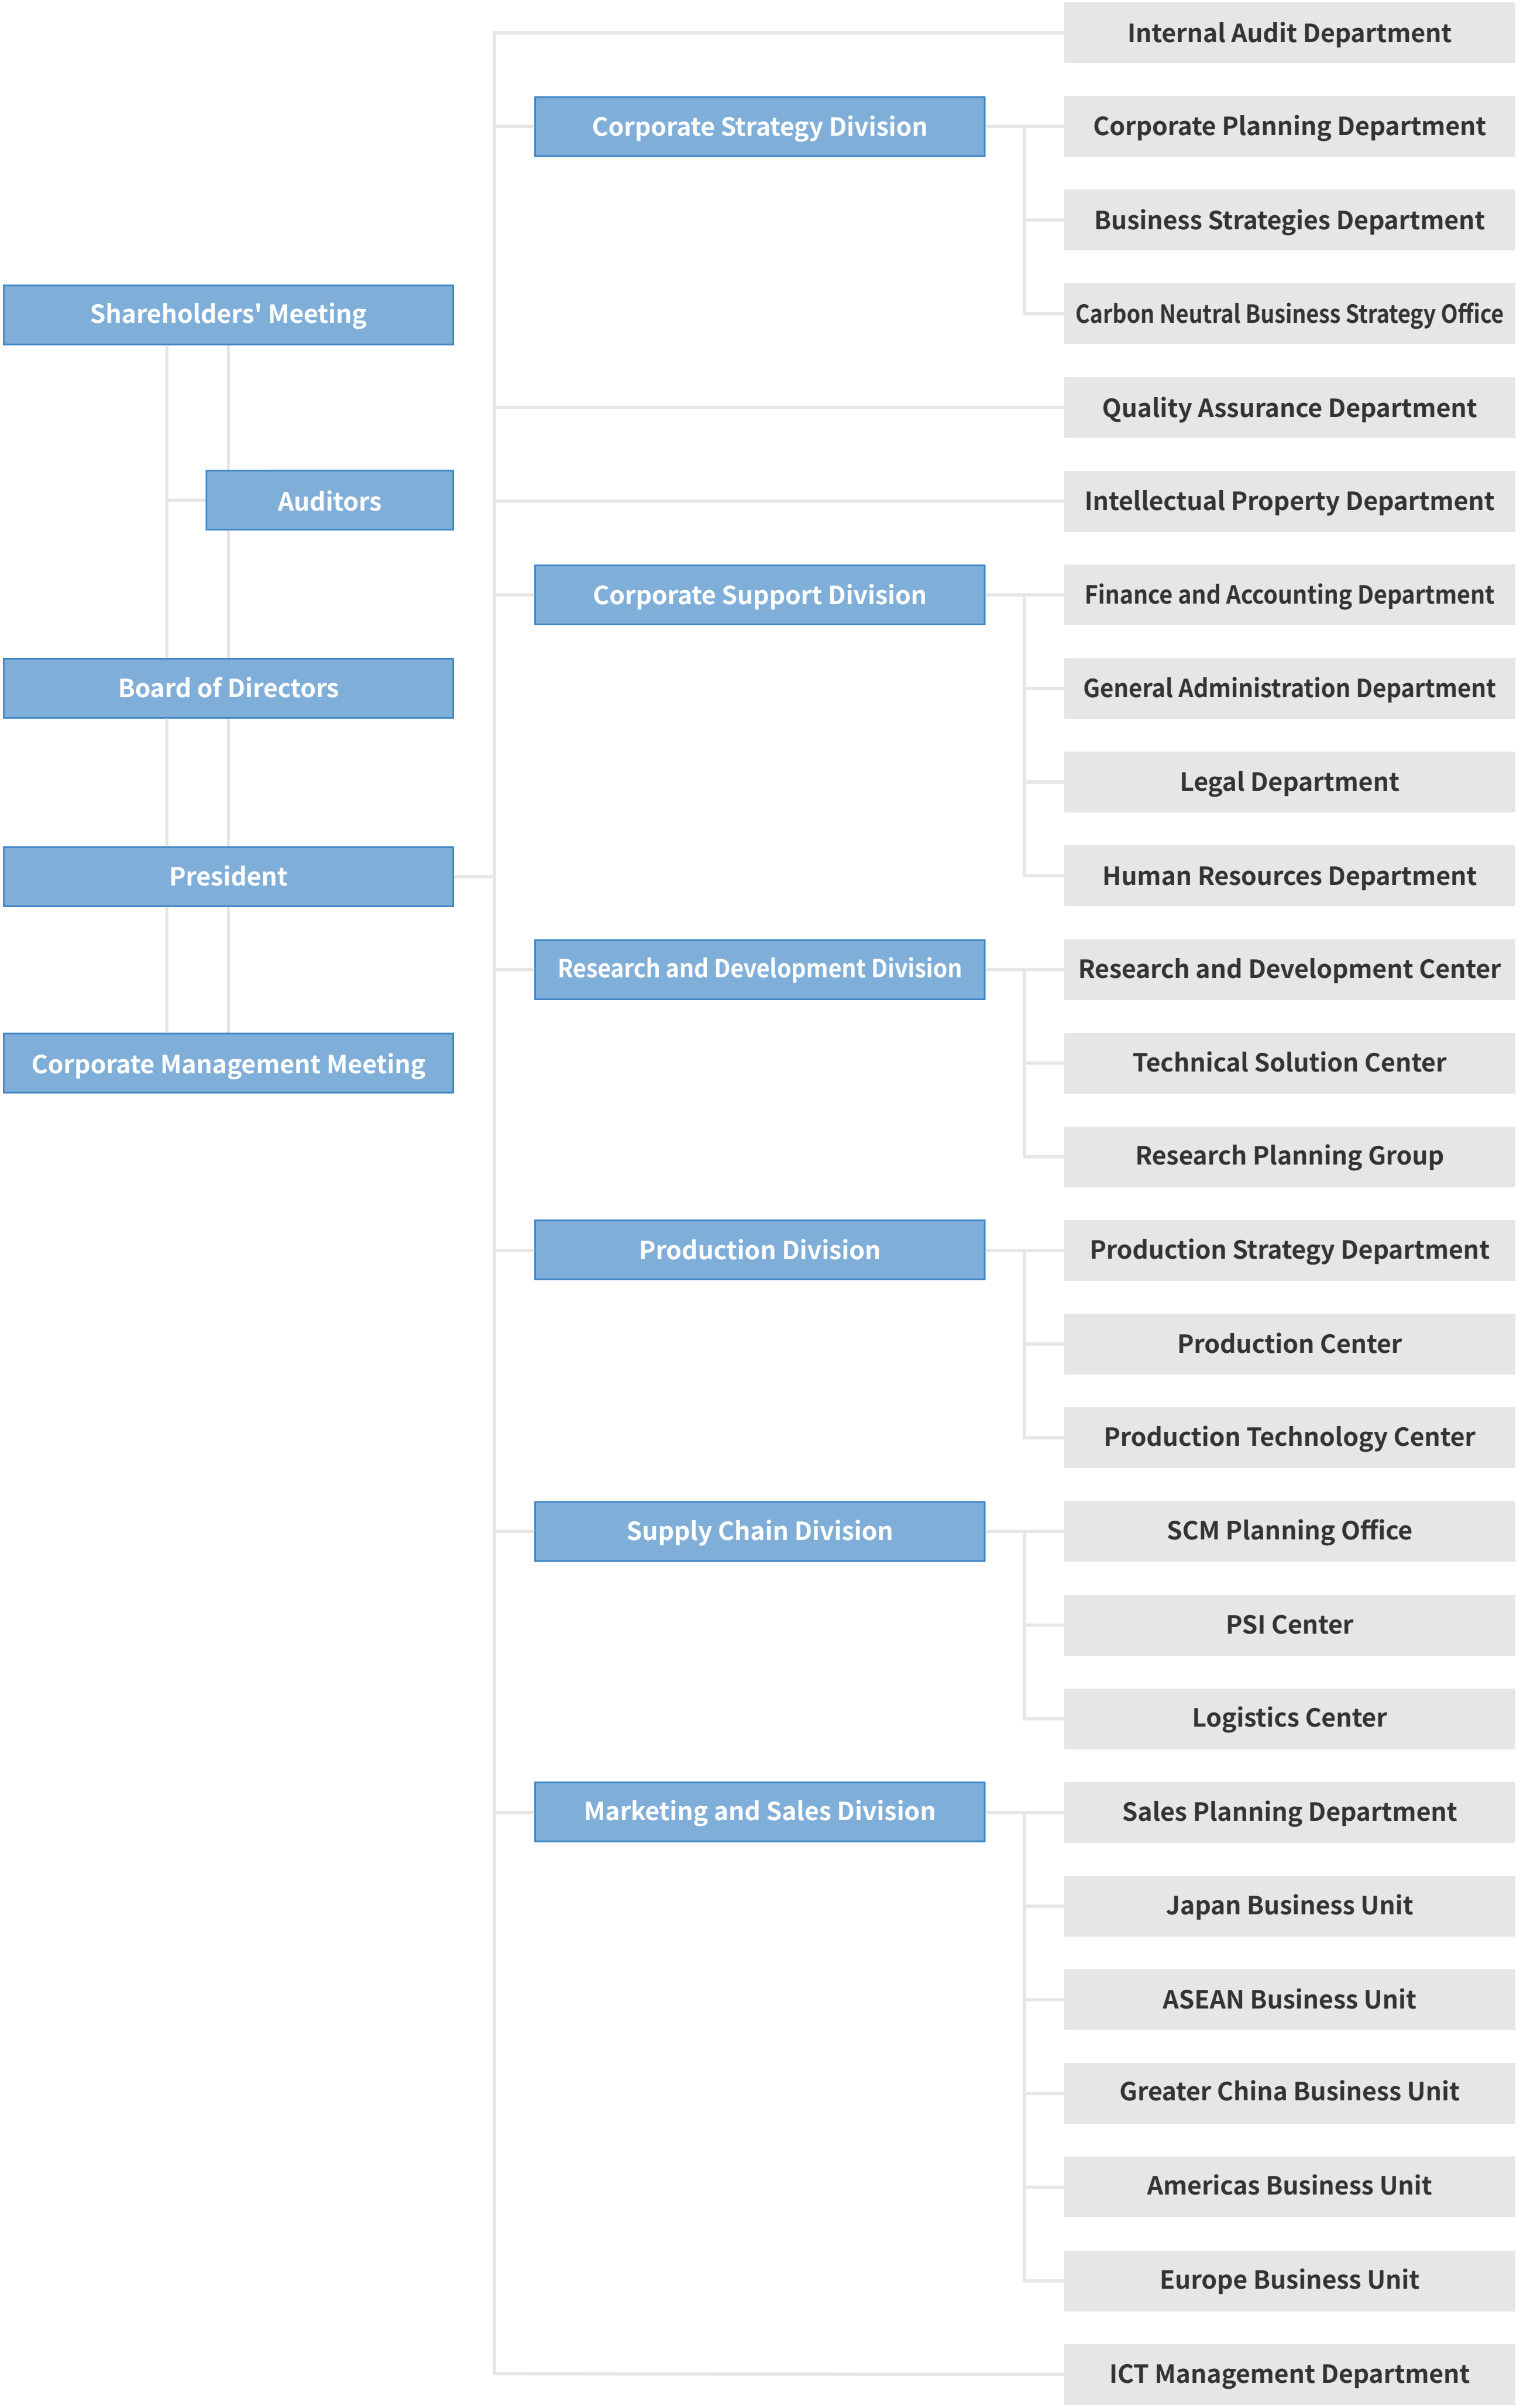 Shareholders' Meeting
Auditors
Board of Directors
President
Corporate Management Meeting
Internal Audit Department
Corporate Strategy Division
Corporate Planning Department
Business Strategies Department
Carbon Neutral Business Strategy Office
Quality Assurance Department
Intellectual Property Department
Corporate Support Division
Finance and Accounting Department
General Administration Department
Legal Department
Human Resources Department
Research and Development Division
Research and Development Center
Technical Solution Center
Research Planning Group
Production Division
Production Strategy Department
Production Center
Production Technology Center
Supply Chain Division
SCM Planning Office
PSI Center
Logistics Center
Marketing and Sales Division
Sales Planning Department
Japan Business Unit
ASEAN Business Unit
Greater China Business Unit
Americas Business Unit
Europe Business Unit
ICT Management Department